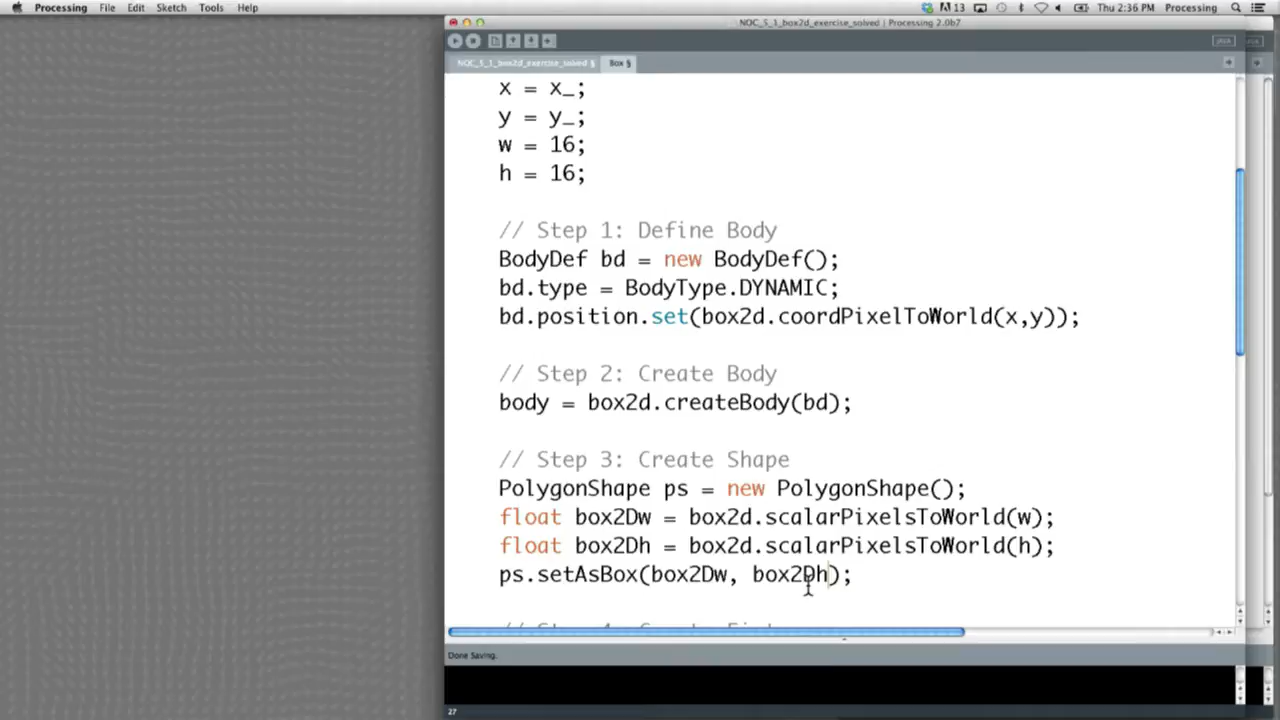 Processing File Edit Sketch Tools Help 13 Thu 2:36 PM Processing
NOC_5_1_box2d_exercise_solved | Processing 2.0b7
java
NOC_5_1_box2d_exercise_solved § Box §
x = x_;
y = y_;
w = 16;
h = 16;
// Step 1: Define Body
BodyDef bd = new BodyDef();
bd.type = BodyType.DYNAMIC;
bd.position.set(box2d.coordPixelToWorld(x,y));
// Step 2: Create Body
body = box2d.createBody(bd);
// Step 3: Create Shape
PolygonShape ps = new PolygonShape();
float box2Dw = box2d.scalarPixelsToWorld(w);
float box2Dh = box2d.scalarPixelsToWorld(h);
ps.setAsBox(box2Dw, box2Dh);
Done Saving.
27